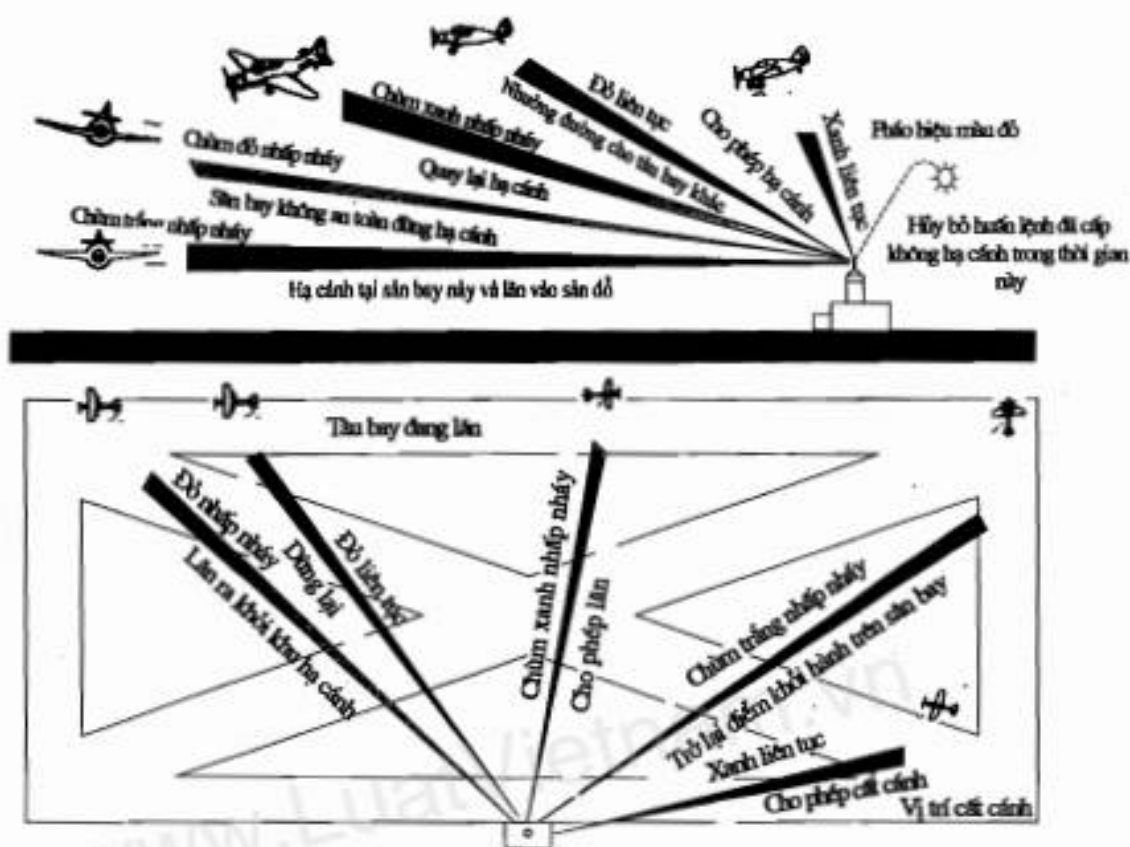 Đỏ liên tục
Nhường đường cho tàu bay khác
Cho phép hạ cánh
Xanh liên tục
Pháo hiệu màu đỏ
Chùm xanh nhấp nháy
Quay lại hạ cánh
Chùm đỏ nhấp nháy
Sân bay không an toàn đừng hạ cánh
Chùm trắng nhấp nháy
Hạ cánh tại sân bay này và lăn vào sân đỗ
Hủy bỏ huấn lệnh đã cấp
không hạ cánh trong thời gian
này
Tàu bay đang lăn
Đỏ nhấp nháy
Lăn ra khỏi khu hạ cánh
Dừng lại
Đỏ liên tục
Chùm xanh nhấp nháy
Cho phép lăn
Chùm trắng nhấp nháy
Trở lại điểm khởi hành trên sân bay
Xanh liên tục
Cho phép cất cánh
Vị trí cất cánh
www.LuatVietnam.vn